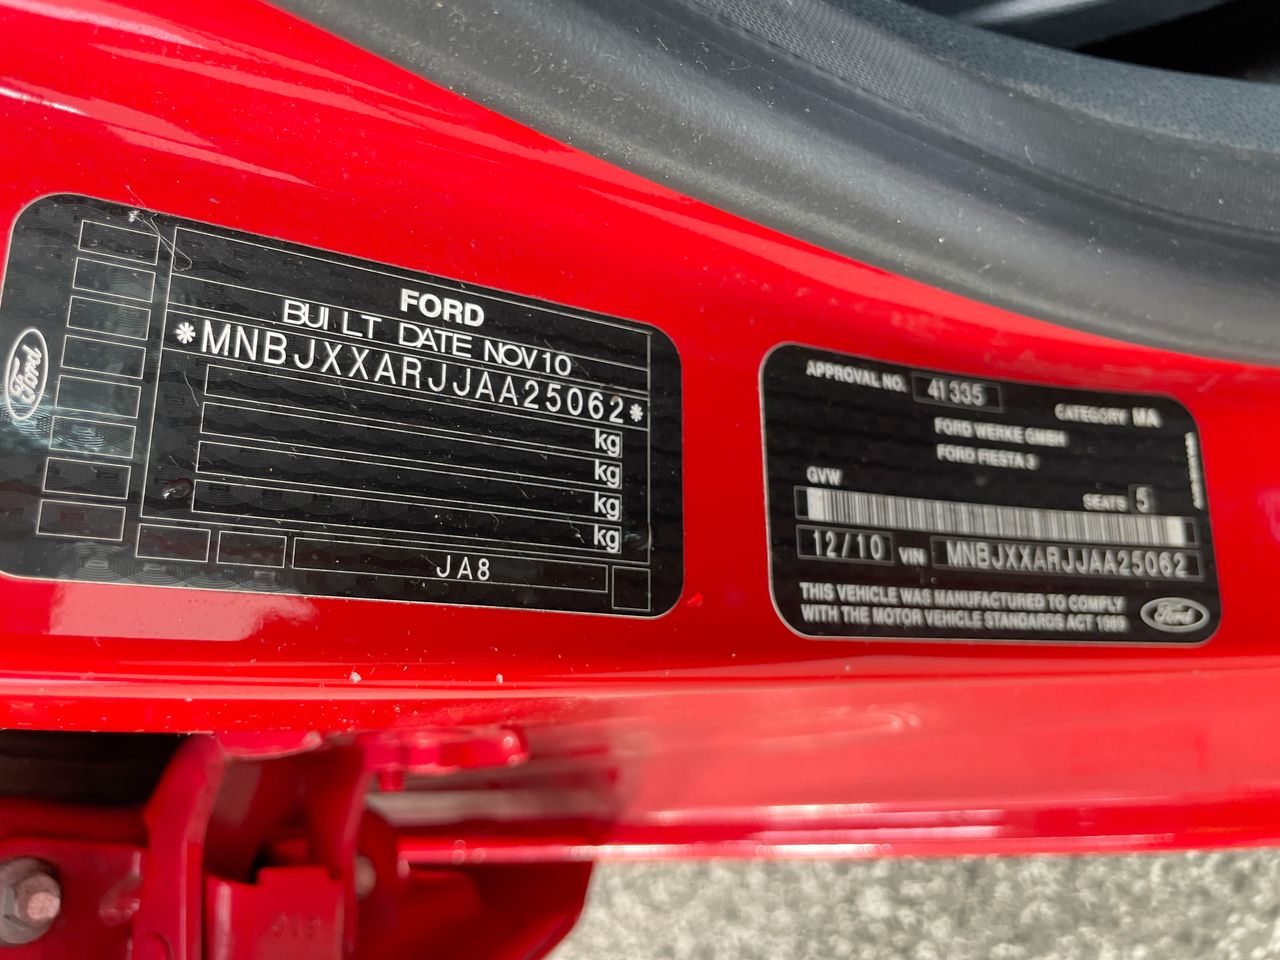 Ford
FORD
BUILT DATE NOV10
*MNBJXXARJJAA25062*
kg
kg
kg
kg
JA8
APPROVAL NO. 41335
CATEGORY MA
FORD WERKE GMBH
FORD FIESTA 3
GVW
SEATS 5
12/10 VIN MNBJXXARJJAA25062
THIS VEHICLE WAS MANUFACTURED TO COMPLY
WITH THE MOTOR VEHICLE STANDARDS ACT 1989
Ford